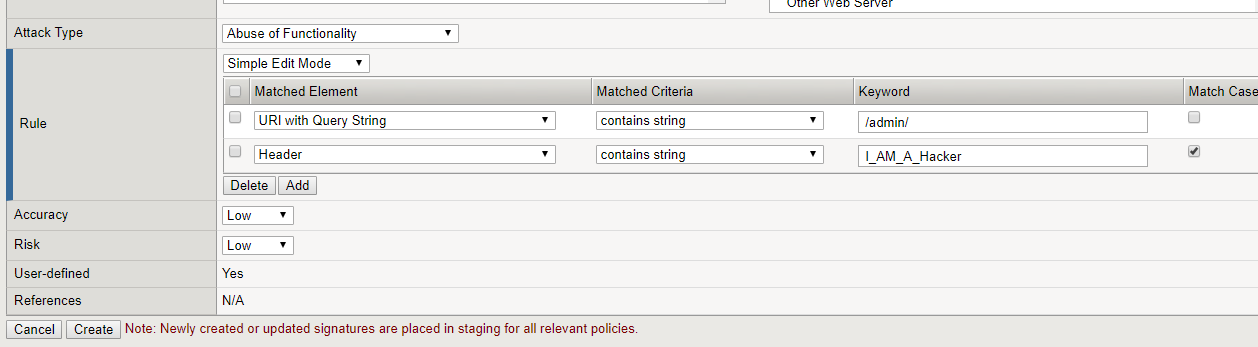 Other Web Server
Attack Type
Abuse of Functionality
Rule
Simple Edit Mode
Matched Element Matched Criteria Keyword Match Case
URI with Query String contains string /admin/
Header contains string I_AM_A_Hacker
Delete Add
Accuracy
Low
Risk
Low
User-defined
Yes
References
N/A
Cancel Create Note: Newly created or updated signatures are placed in staging for all relevant policies.